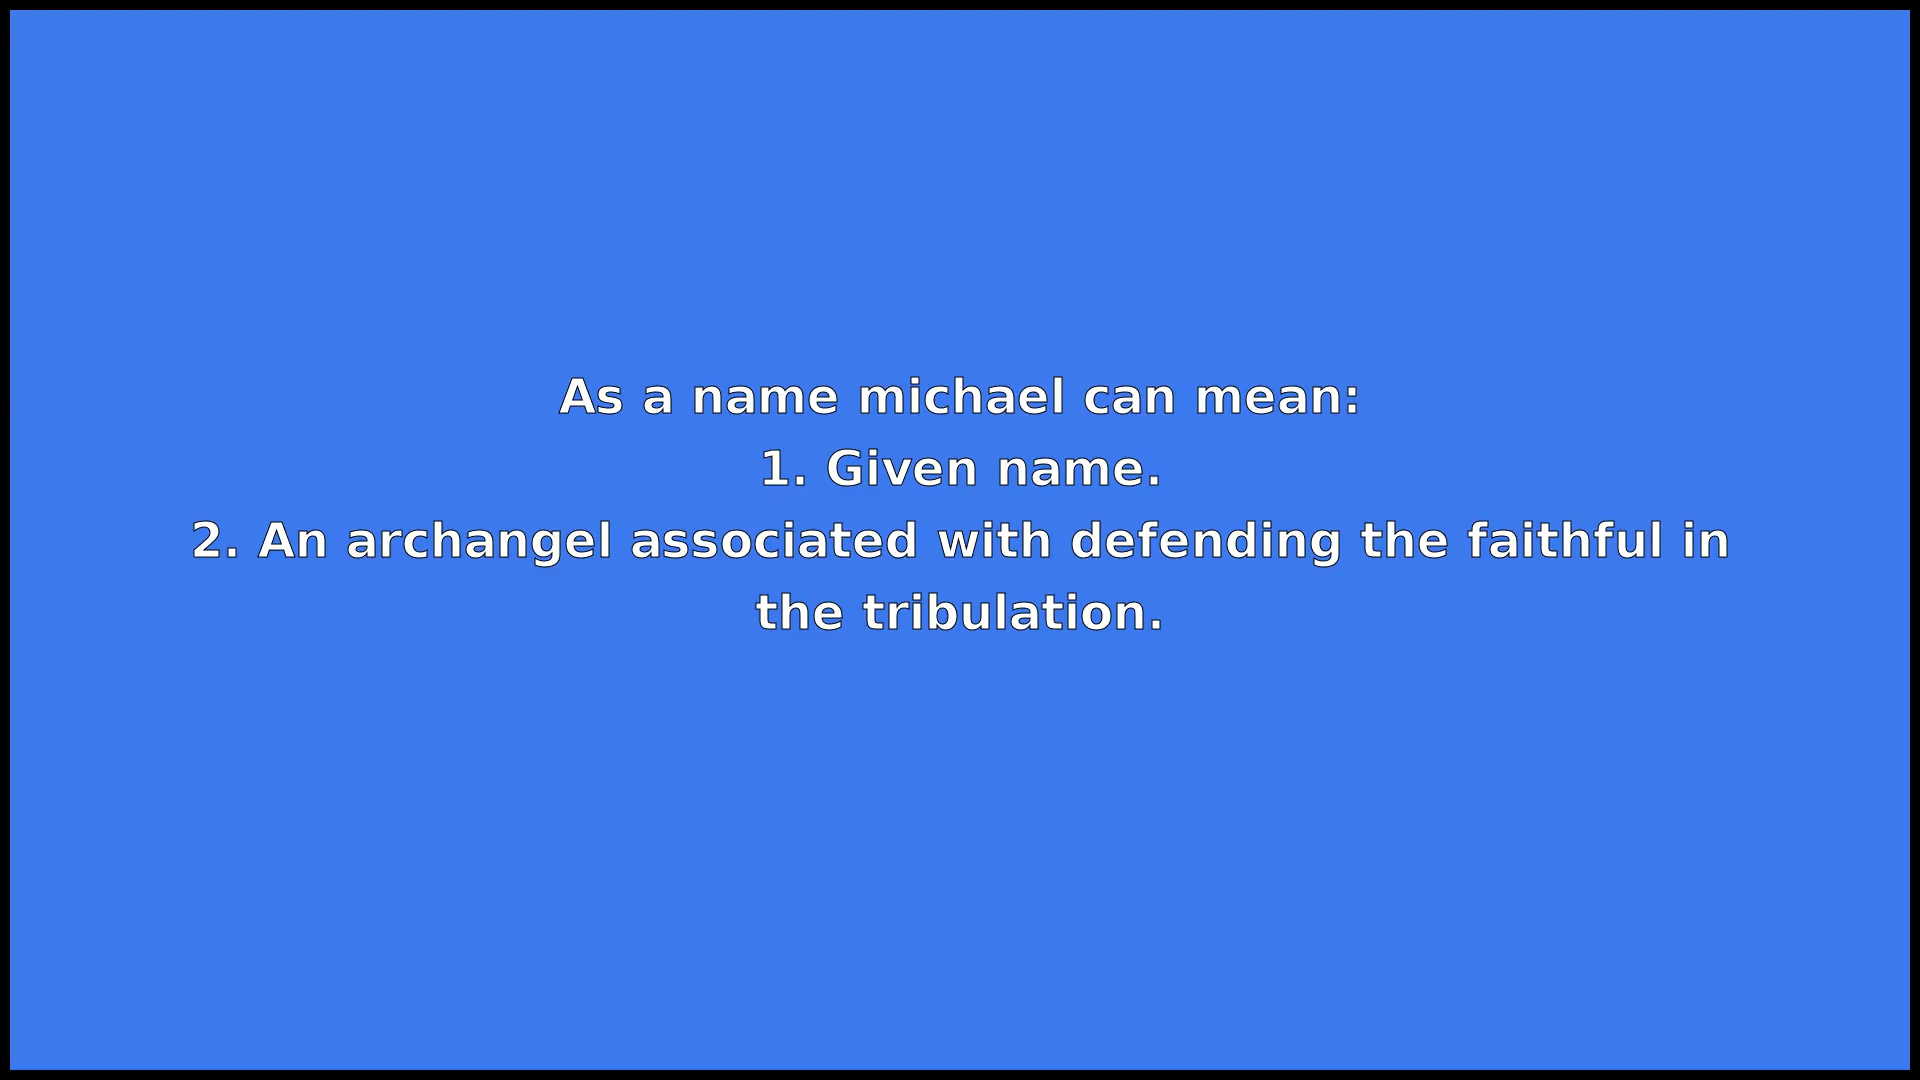 As a name michael can mean:
1. Given name.
2. An archangel associated with defending the faithful in
the tribulation.